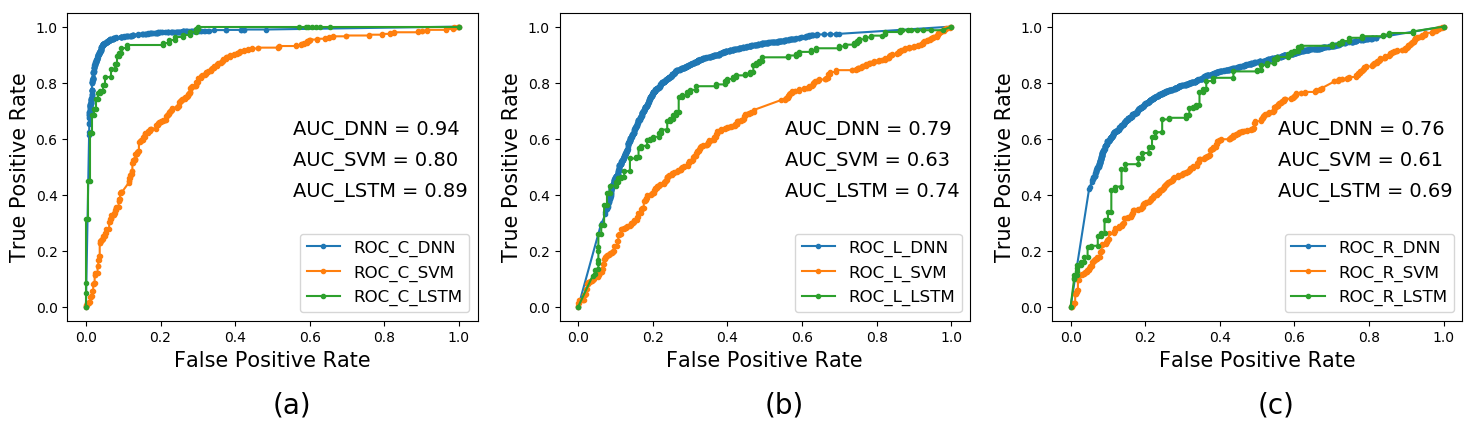 True Positive Rate
1.0
0.8
0.6
0.4
0.2
0.0
AUC_DNN = 0.94
AUC_SVM = 0.80
AUC_LSTM = 0.89
ROC_C_DNN
ROC_C_SVM
ROC_C_LSTM
0.0 0.2 0.4 0.6 0.8 1.0
False Positive Rate
(a)
True Positive Rate
1.0
0.8
0.6
0.4
0.2
0.0
AUC_DNN = 0.79
AUC_SVM = 0.63
AUC_LSTM = 0.74
ROC_L_DNN
ROC_L_SVM
ROC_L_LSTM
0.0 0.2 0.4 0.6 0.8 1.0
False Positive Rate
(b)
True Positive Rate
1.0
0.8
0.6
0.4
0.2
0.0
AUC_DNN = 0.76
AUC_SVM = 0.61
AUC_LSTM = 0.69
ROC_R_DNN
ROC_R_SVM
ROC_R_LSTM
0.0 0.2 0.4 0.6 0.8 1.0
False Positive Rate
(c)